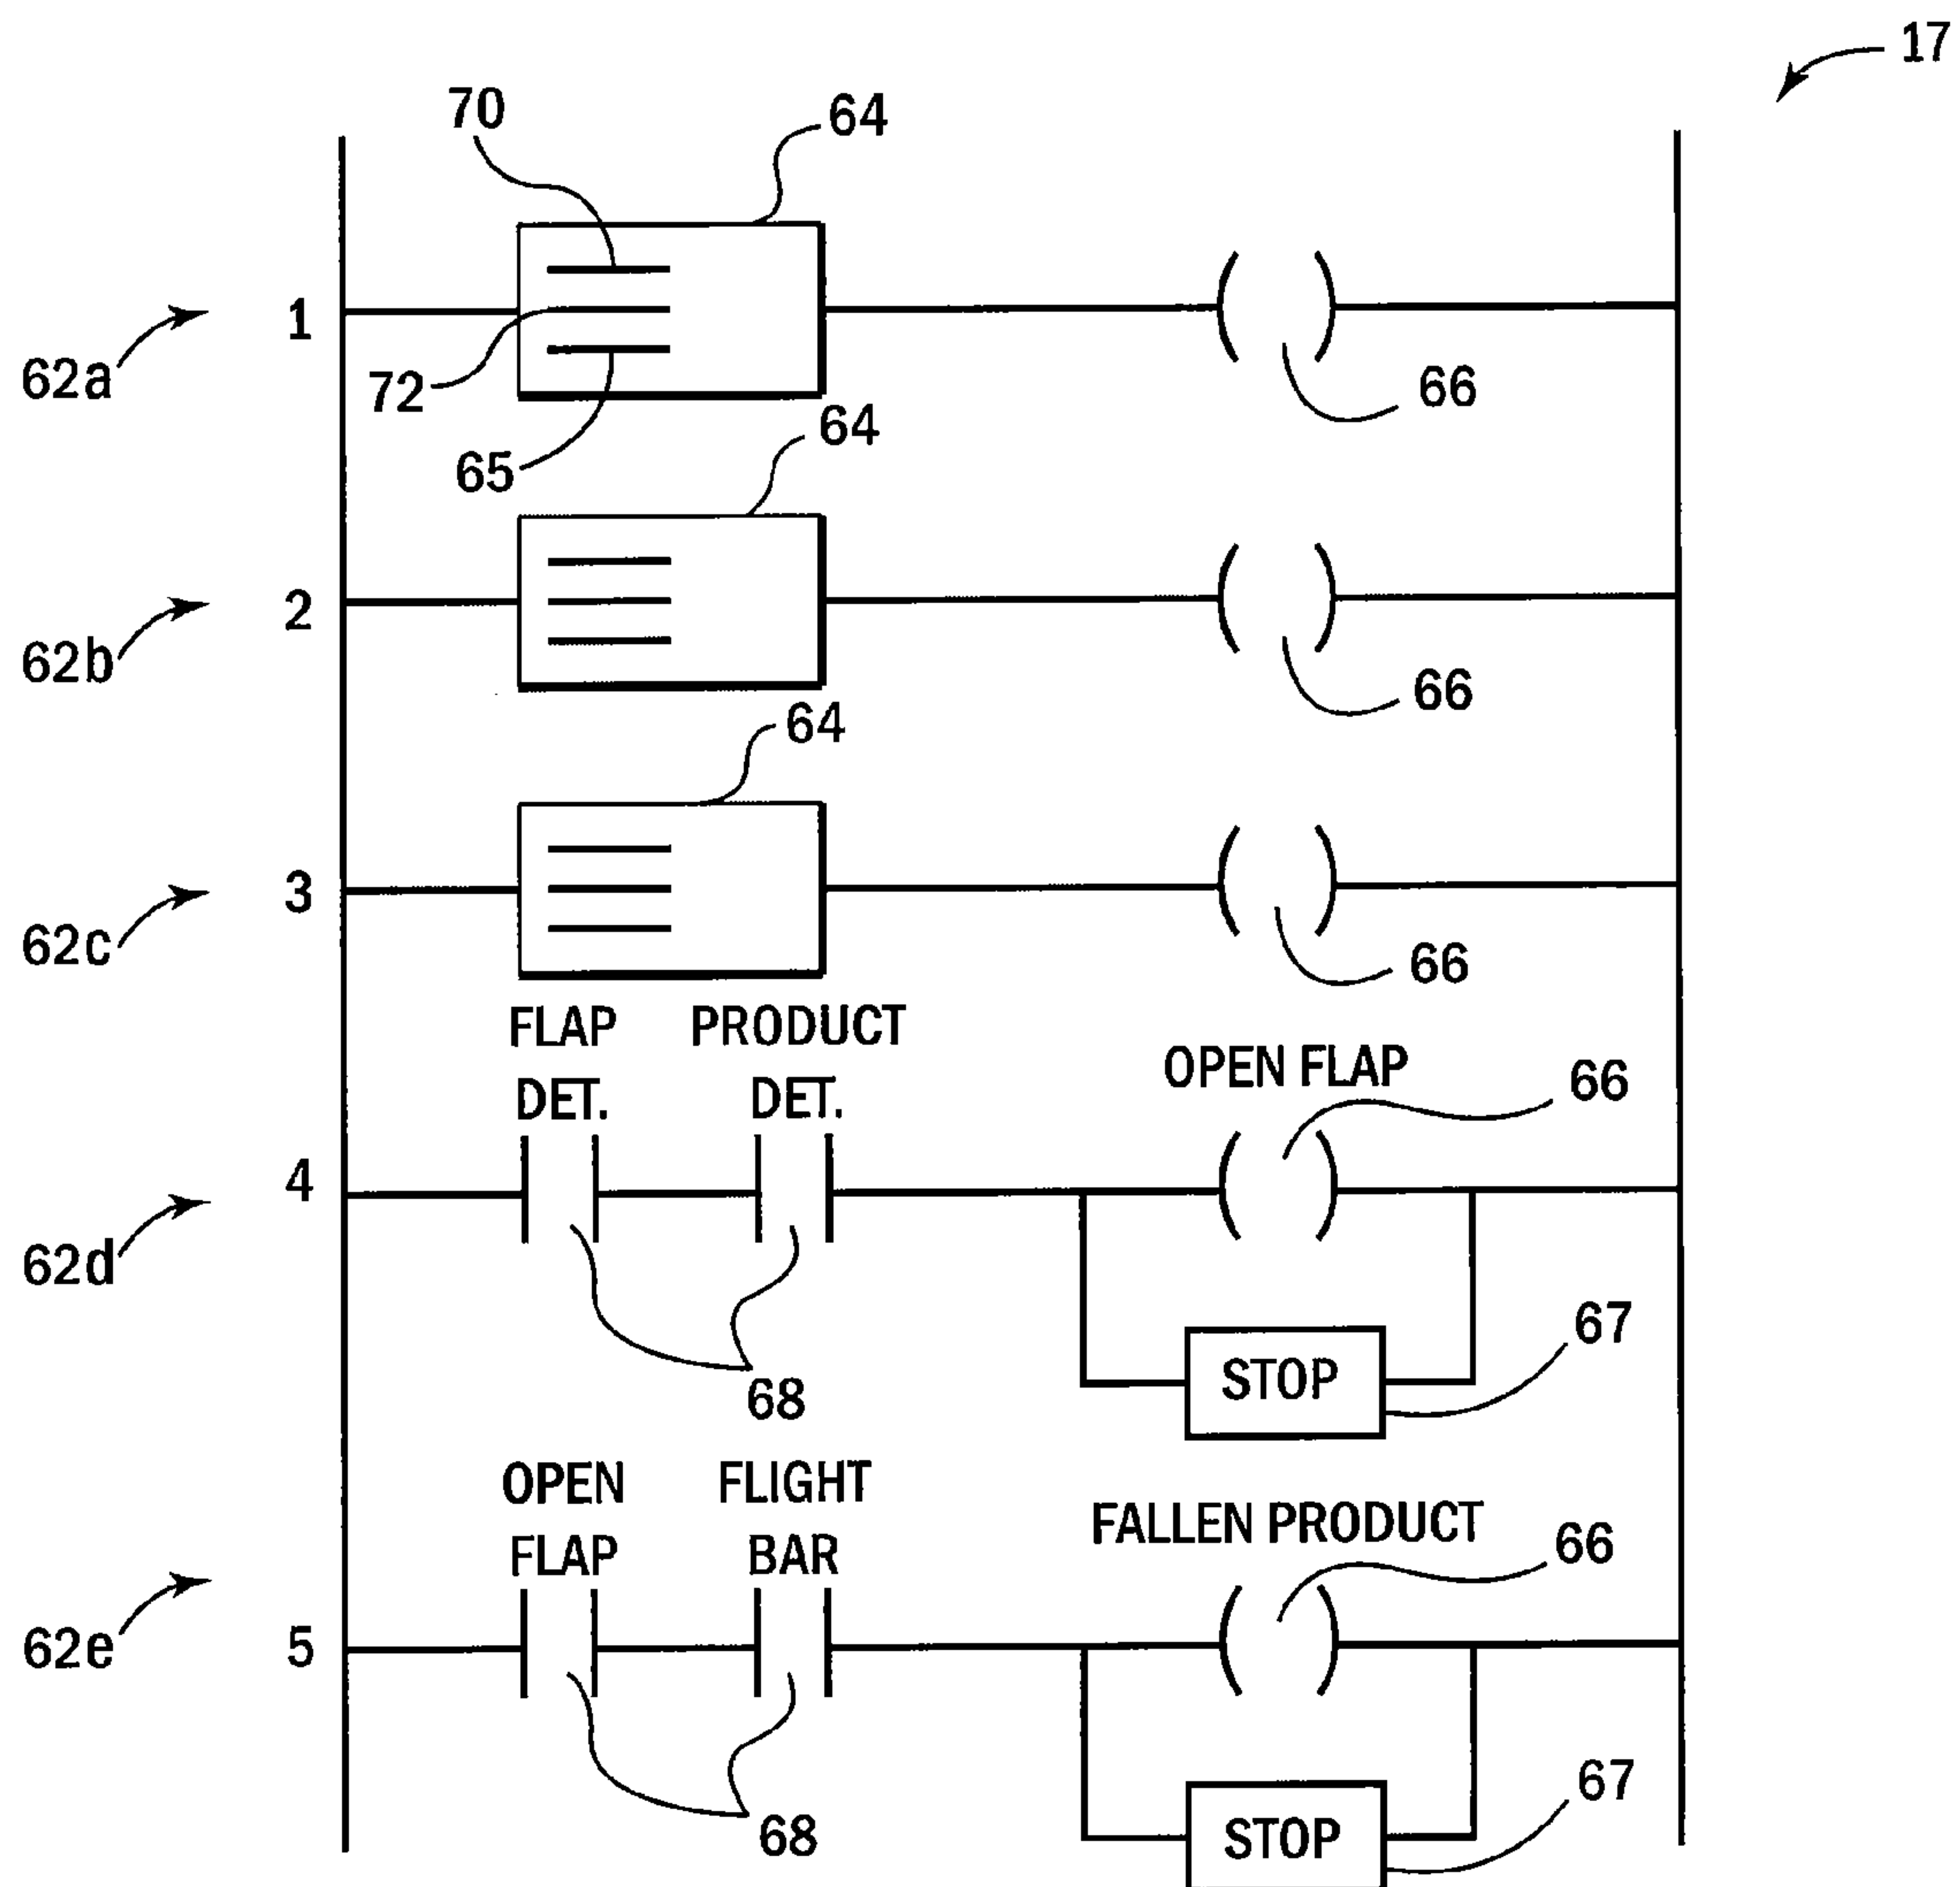 17
70
64
1
62a
72
66
65
64
2
62b
66
64
3
62c
66
FLAP PRODUCT
DET. DET.
OPEN FLAP
66
4
62d
67
STOP
68
OPEN FLIGHT
FLAP BAR
FALLEN PRODUCT
66
5
62e
67
STOP
68